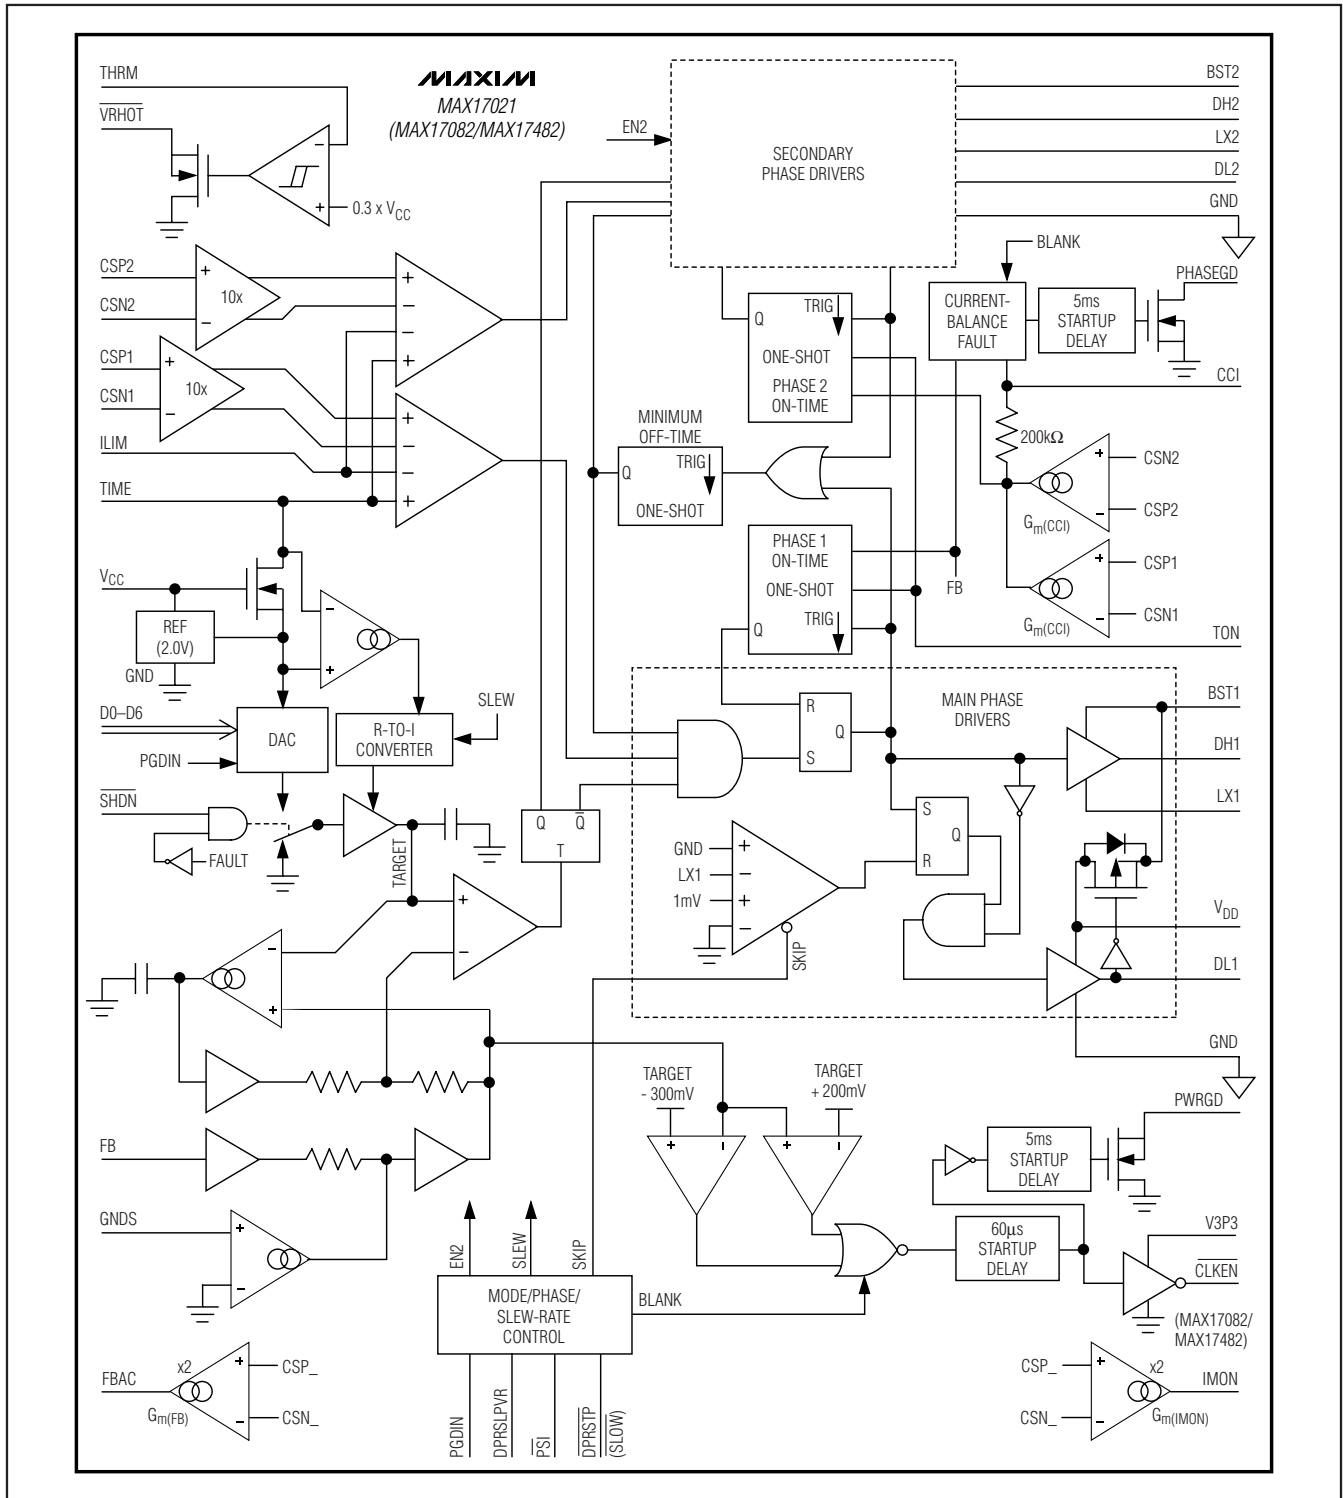 THRM
VRHOT
MAXIM
MAX17021
(MAX17082/MAX17482)
EN2
SECONDARY
PHASE DRIVERS
BST2
DH2
LX2
DL2
GND
−
+
0.3 x VCC
BLANK
PHASEGD
CSP2
CSN2
+
10x
−
+
−
−
+
CSP1
CSN1
ILIM
TIME
+
10x
−
+
−
−
+
Q
TRIG
ONE-SHOT
PHASE 2
ON-TIME
CURRENT-
BALANCE
FAULT
5ms
STARTUP
DELAY
CCI
200kΩ
MINIMUM
OFF-TIME
Q
TRIG
ONE-SHOT
+
−
CSN2
CSP2
Gm(CCI)
+
−
CSP1
CSN1
Gm(CCI)
PHASE 1
ON-TIME
ONE-SHOT
Q
TRIG
FB
TON
VCC
REF
(2.0V)
GND
−
+
D0–D6
DAC
PGDIN
R-TO-I
CONVERTER
SLEW
SHDN
FAULT
TARGET
Q
Q
T
MAIN PHASE
DRIVERS
R
Q
S
S
Q
R
BST1
DH1
LX1
GND
LX1
1mV
+
−
+
−
SKIP
VDD
DL1
GND
+
−
−
+
FB
GNDS
+
−
TARGET
- 300mV
TARGET
+ 200mV
+
−
+
−
PWRGD
5ms
STARTUP
DELAY
60µs
STARTUP
DELAY
V3P3
CLKEN
(MAX17082/
MAX17482)
EN2
SLEW
SKIP
MODE/PHASE/
SLEW-RATE
CONTROL
BLANK
PGDIN
DPRSLPVR
PSI
DPRSTP
(SLOW)
FBAC
x2
Gm(FB)
+
−
CSP_
CSN_
CSP_
CSN_
+
−
x2
Gm(IMON)
IMON